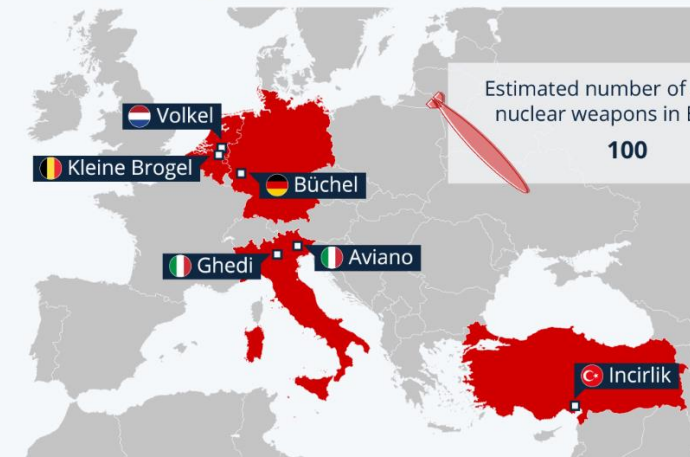 Estimated number of
nuclear weapons in
100
Volkel
Kleine Brogel
Büchel
Ghedi
Aviano
Incirlik